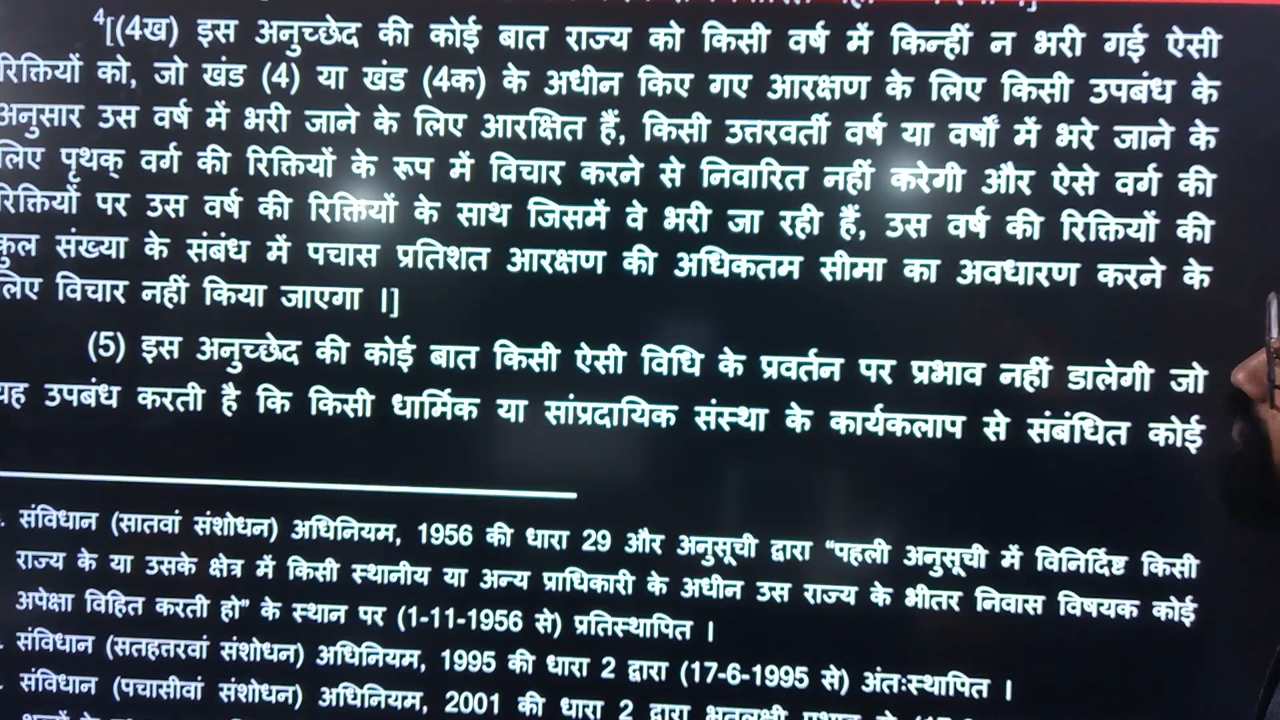 ⁴[(4ख) इस अनुच्छेद की कोई बात राज्य को किसी वर्ष में किन्हीं न भरी गई ऐसी
रिक्तियों को, जो खंड (4) या खंड (4क) के अधीन किए गए आरक्षण के लिए किसी उपबंध के
अनुसार उस वर्ष में भरी जाने के लिए आरक्षित हैं, किसी उत्तरवर्ती वर्ष या वर्षों में भरे जाने के
लिए पृथक् वर्ग की रिक्तियों के रूप में विचार करने से निवारित नहीं करेगी और ऐसे वर्ग की
रिक्तियों पर उस वर्ष की रिक्तियों के साथ जिसमें वे भरी जा रही हैं, उस वर्ष की रिक्तियों की
कुल संख्या के संबंध में पचास प्रतिशत आरक्षण की अधिकतम सीमा का अवधारण करने के
लिए विचार नहीं किया जाएगा ।]
(5) इस अनुच्छेद की कोई बात किसी ऐसी विधि के प्रवर्तन पर प्रभाव नहीं डालेगी जो
यह उपबंध करती है कि किसी धार्मिक या सांप्रदायिक संस्था के कार्यकलाप से संबंधित कोई
. संविधान (सातवां संशोधन) अधिनियम, 1956 की धारा 29 और अनुसूची द्वारा “पहली अनुसूची में विनिर्दिष्ट किसी
राज्य के या उसके क्षेत्र में किसी स्थानीय या अन्य प्राधिकारी के अधीन उस राज्य के भीतर निवास विषयक कोई
अपेक्षा विहित करती हो” के स्थान पर (1-11-1956 से) प्रतिस्थापित ।
. संविधान (सतहत्तरवां संशोधन) अधिनियम, 1995 की धारा 2 द्वारा (17-6-1995 से) अंतःस्थापित ।
. संविधान (पचासीवां संशोधन) अधिनियम, 2001 की धारा 2 द्वारा भूतलक्षी प्रभाव से